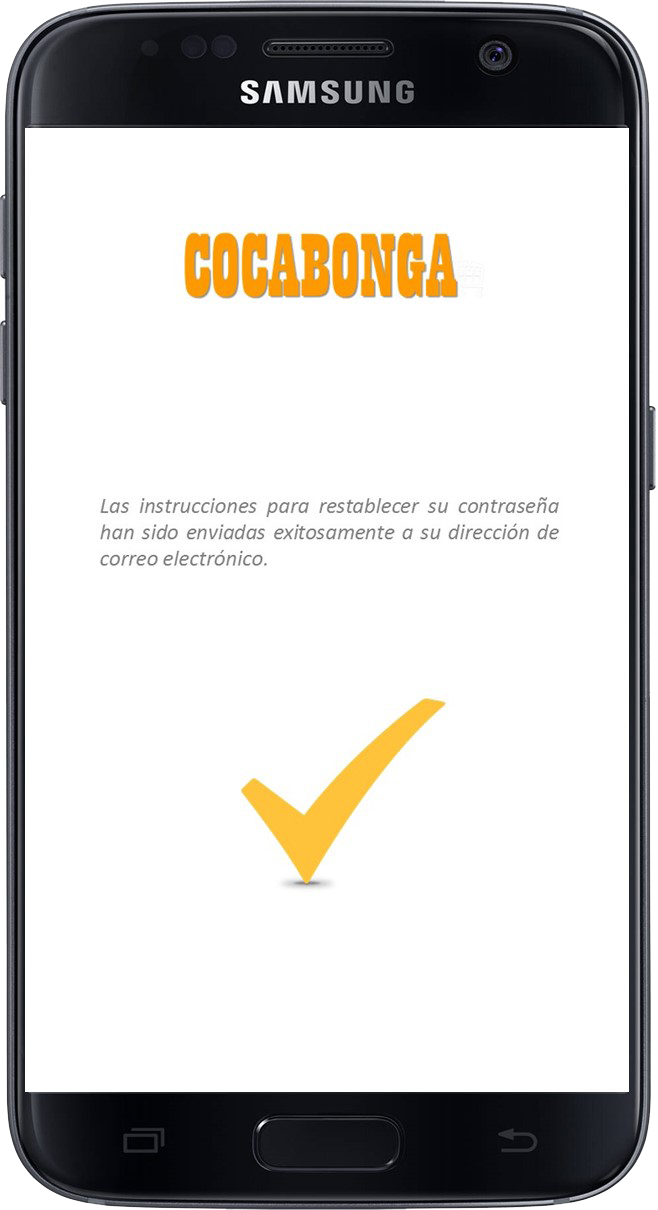 SAMSUNG
COCABONGA
Las instrucciones para restablecer su contraseña
han sido enviadas exitosamente a su dirección de
correo electrónico.